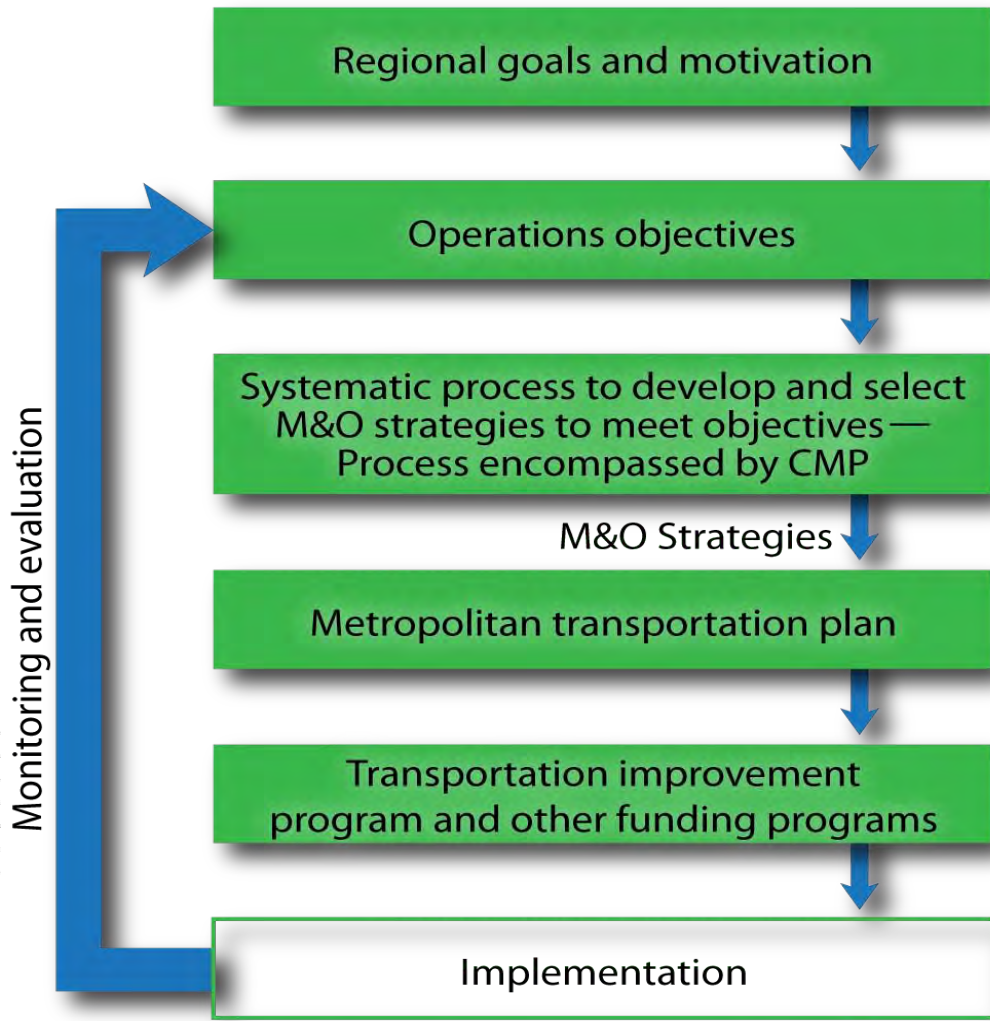 Regional goals and motivation
Operations objectives
Systematic process to develop and select
M&O strategies to meet objectives —
Process encompassed by CMP
M&O Strategies
Metropolitan transportation plan
Transportation improvement
program and other funding programs
Implementation
Monitoring and evaluation